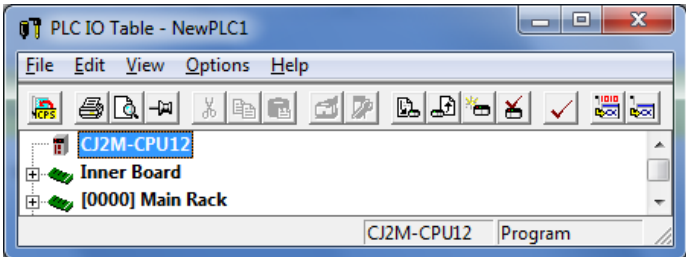 PLC IO Table - NewPLC1
File Edit View Options Help
NCPS
CJ2M-CPU12
Inner Board
[0000] Main Rack
CJ2M-CPU12 Program